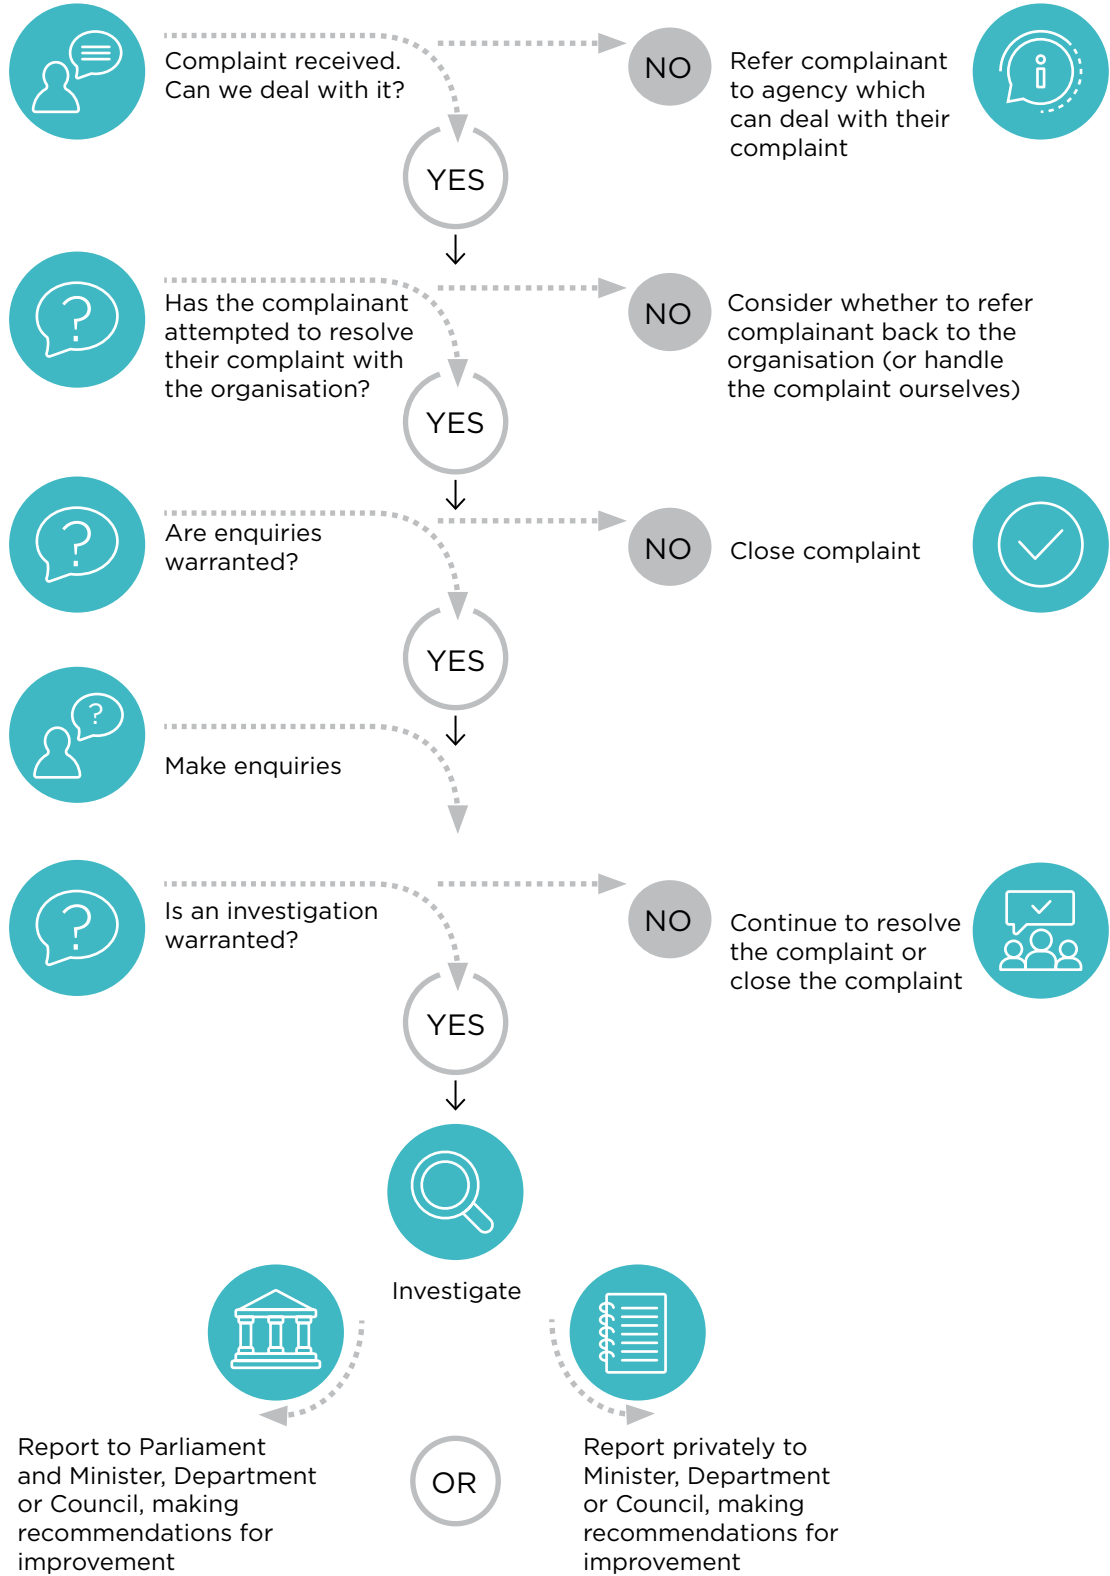 Complaint received.
Can we deal with it?
NO
Refer complainant
to agency which
can deal with their
complaint
YES
Has the complainant
attempted to resolve
their complaint with
the organisation?
NO
Consider whether to refer
complainant back to the
organisation (or handle
the complaint ourselves)
YES
Are enquiries
warranted?
NO
Close complaint
YES
Make enquiries
Is an investigation
warranted?
NO
Continue to resolve
the complaint or
close the complaint
YES
Investigate
Report to Parliament
and Minister, Department
or Council, making
recommendations for
improvement
OR
Report privately to
Minister, Department
or Council, making
recommendations for
improvement